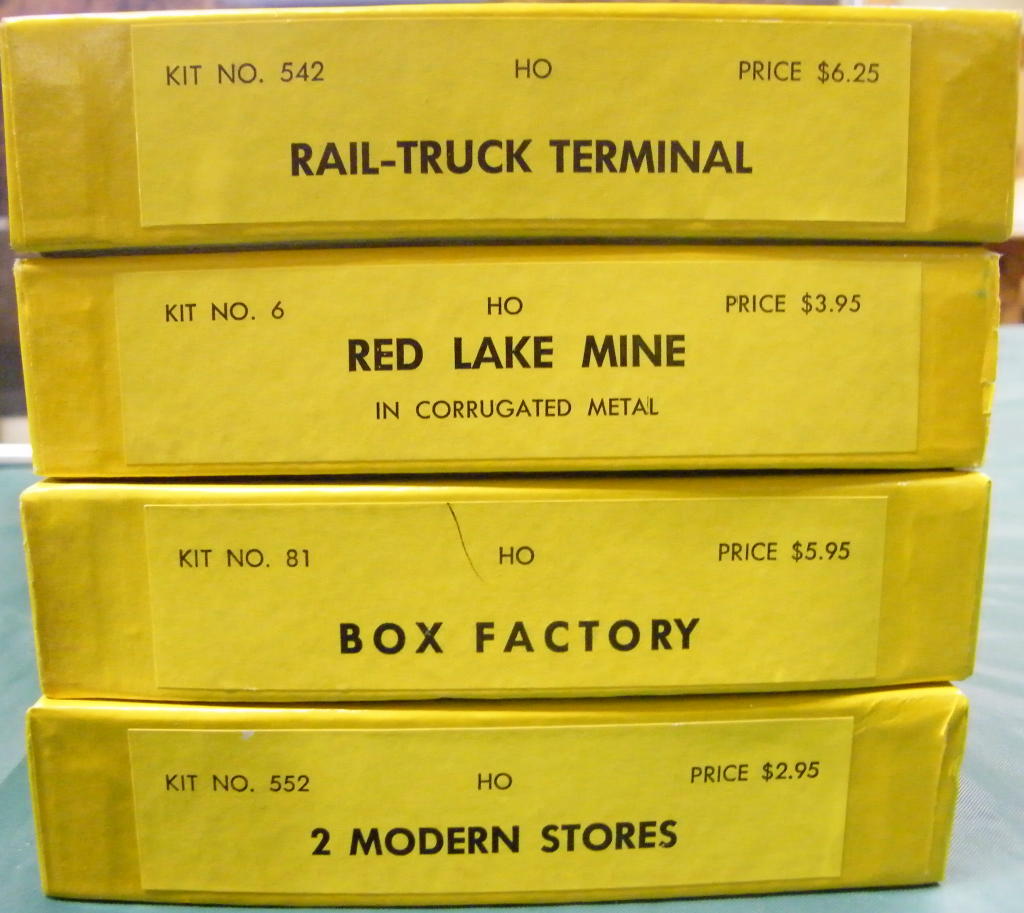 KIT NO. 542 HO PRICE $6.25
RAIL-TRUCK TERMINAL
KIT NO. 6 HO PRICE $3.95
RED LAKE MINE
IN CORRUGATED METAL
KIT NO. 81 HO PRICE $5.95
BOX FACTORY
KIT NO. 552 HO PRICE $2.95
2 MODERN STORES